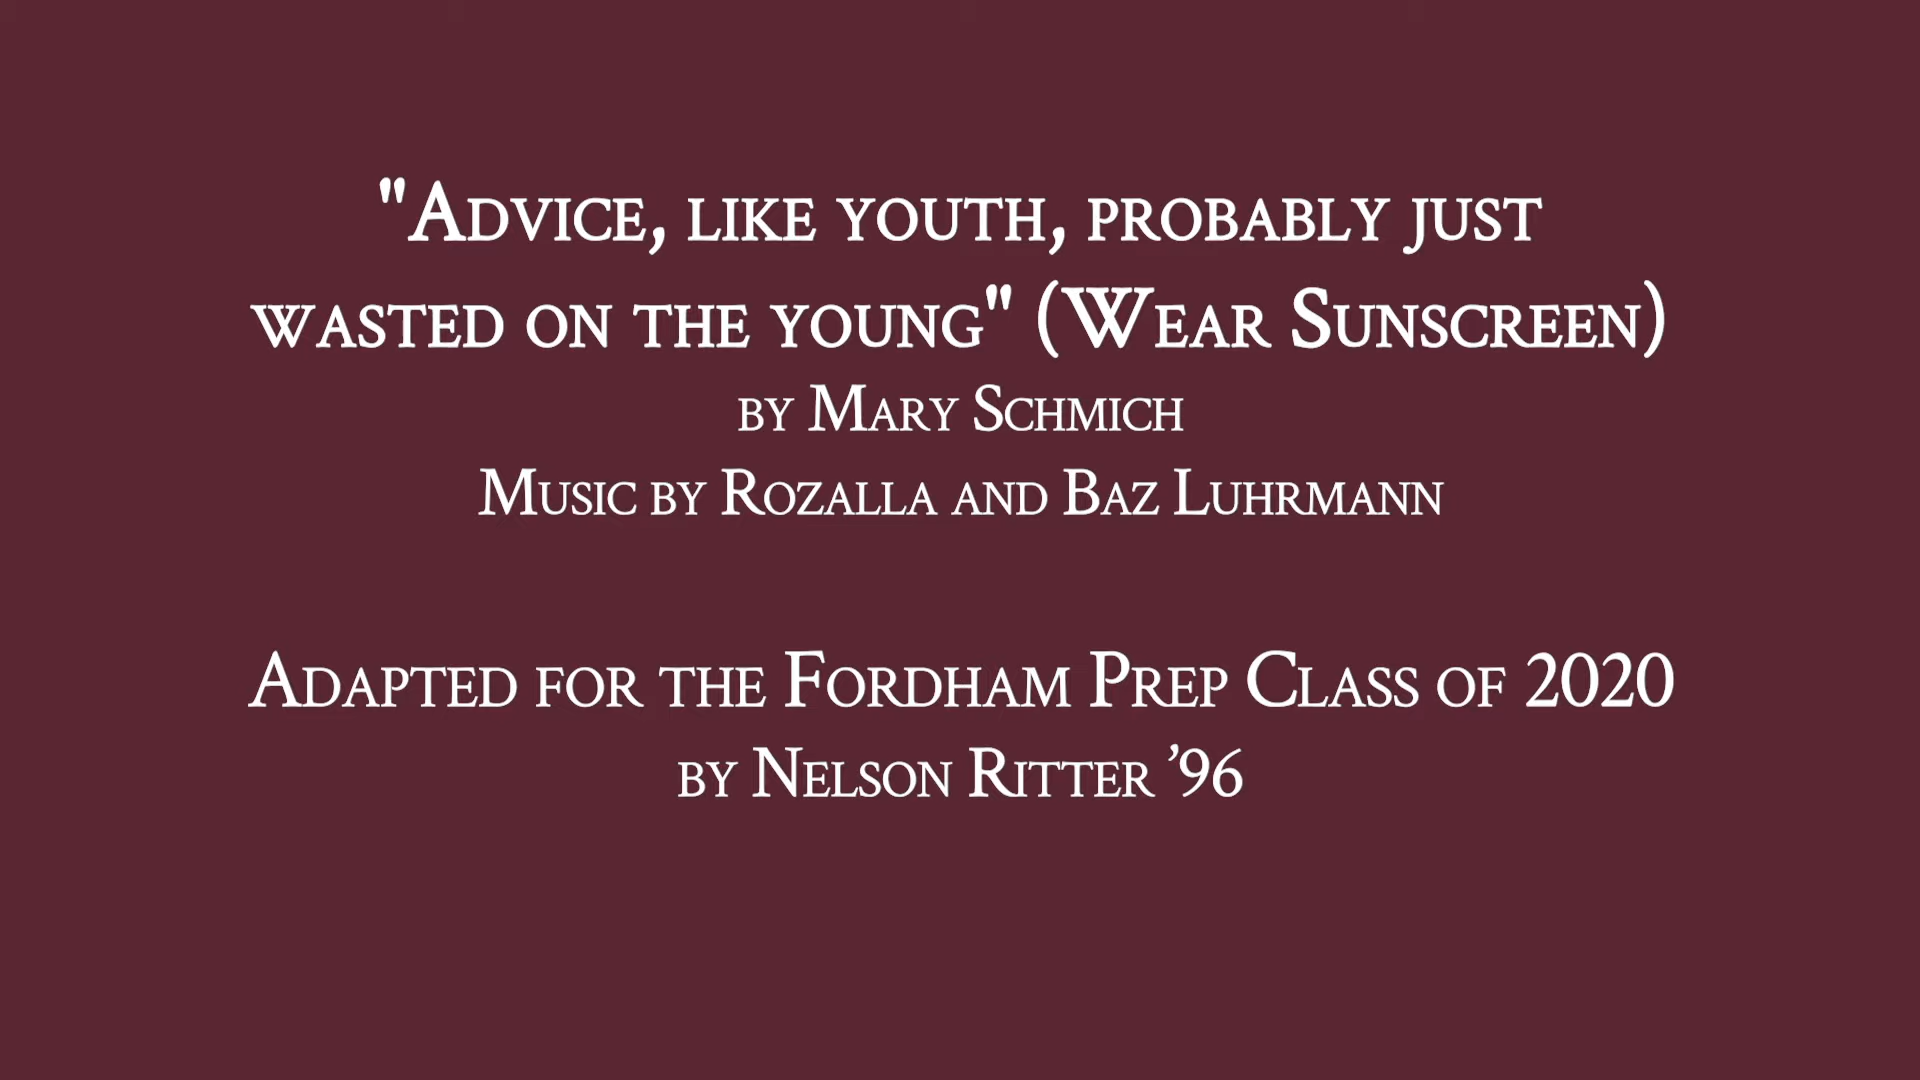 "Advice, like youth, probably just
wasted on the young" (Wear Sunscreen)
by Mary Schmich
Music by Rozalla and Baz Luhrmann
Adapted for the Fordham Prep Class of 2020
by Nelson Ritter ’96